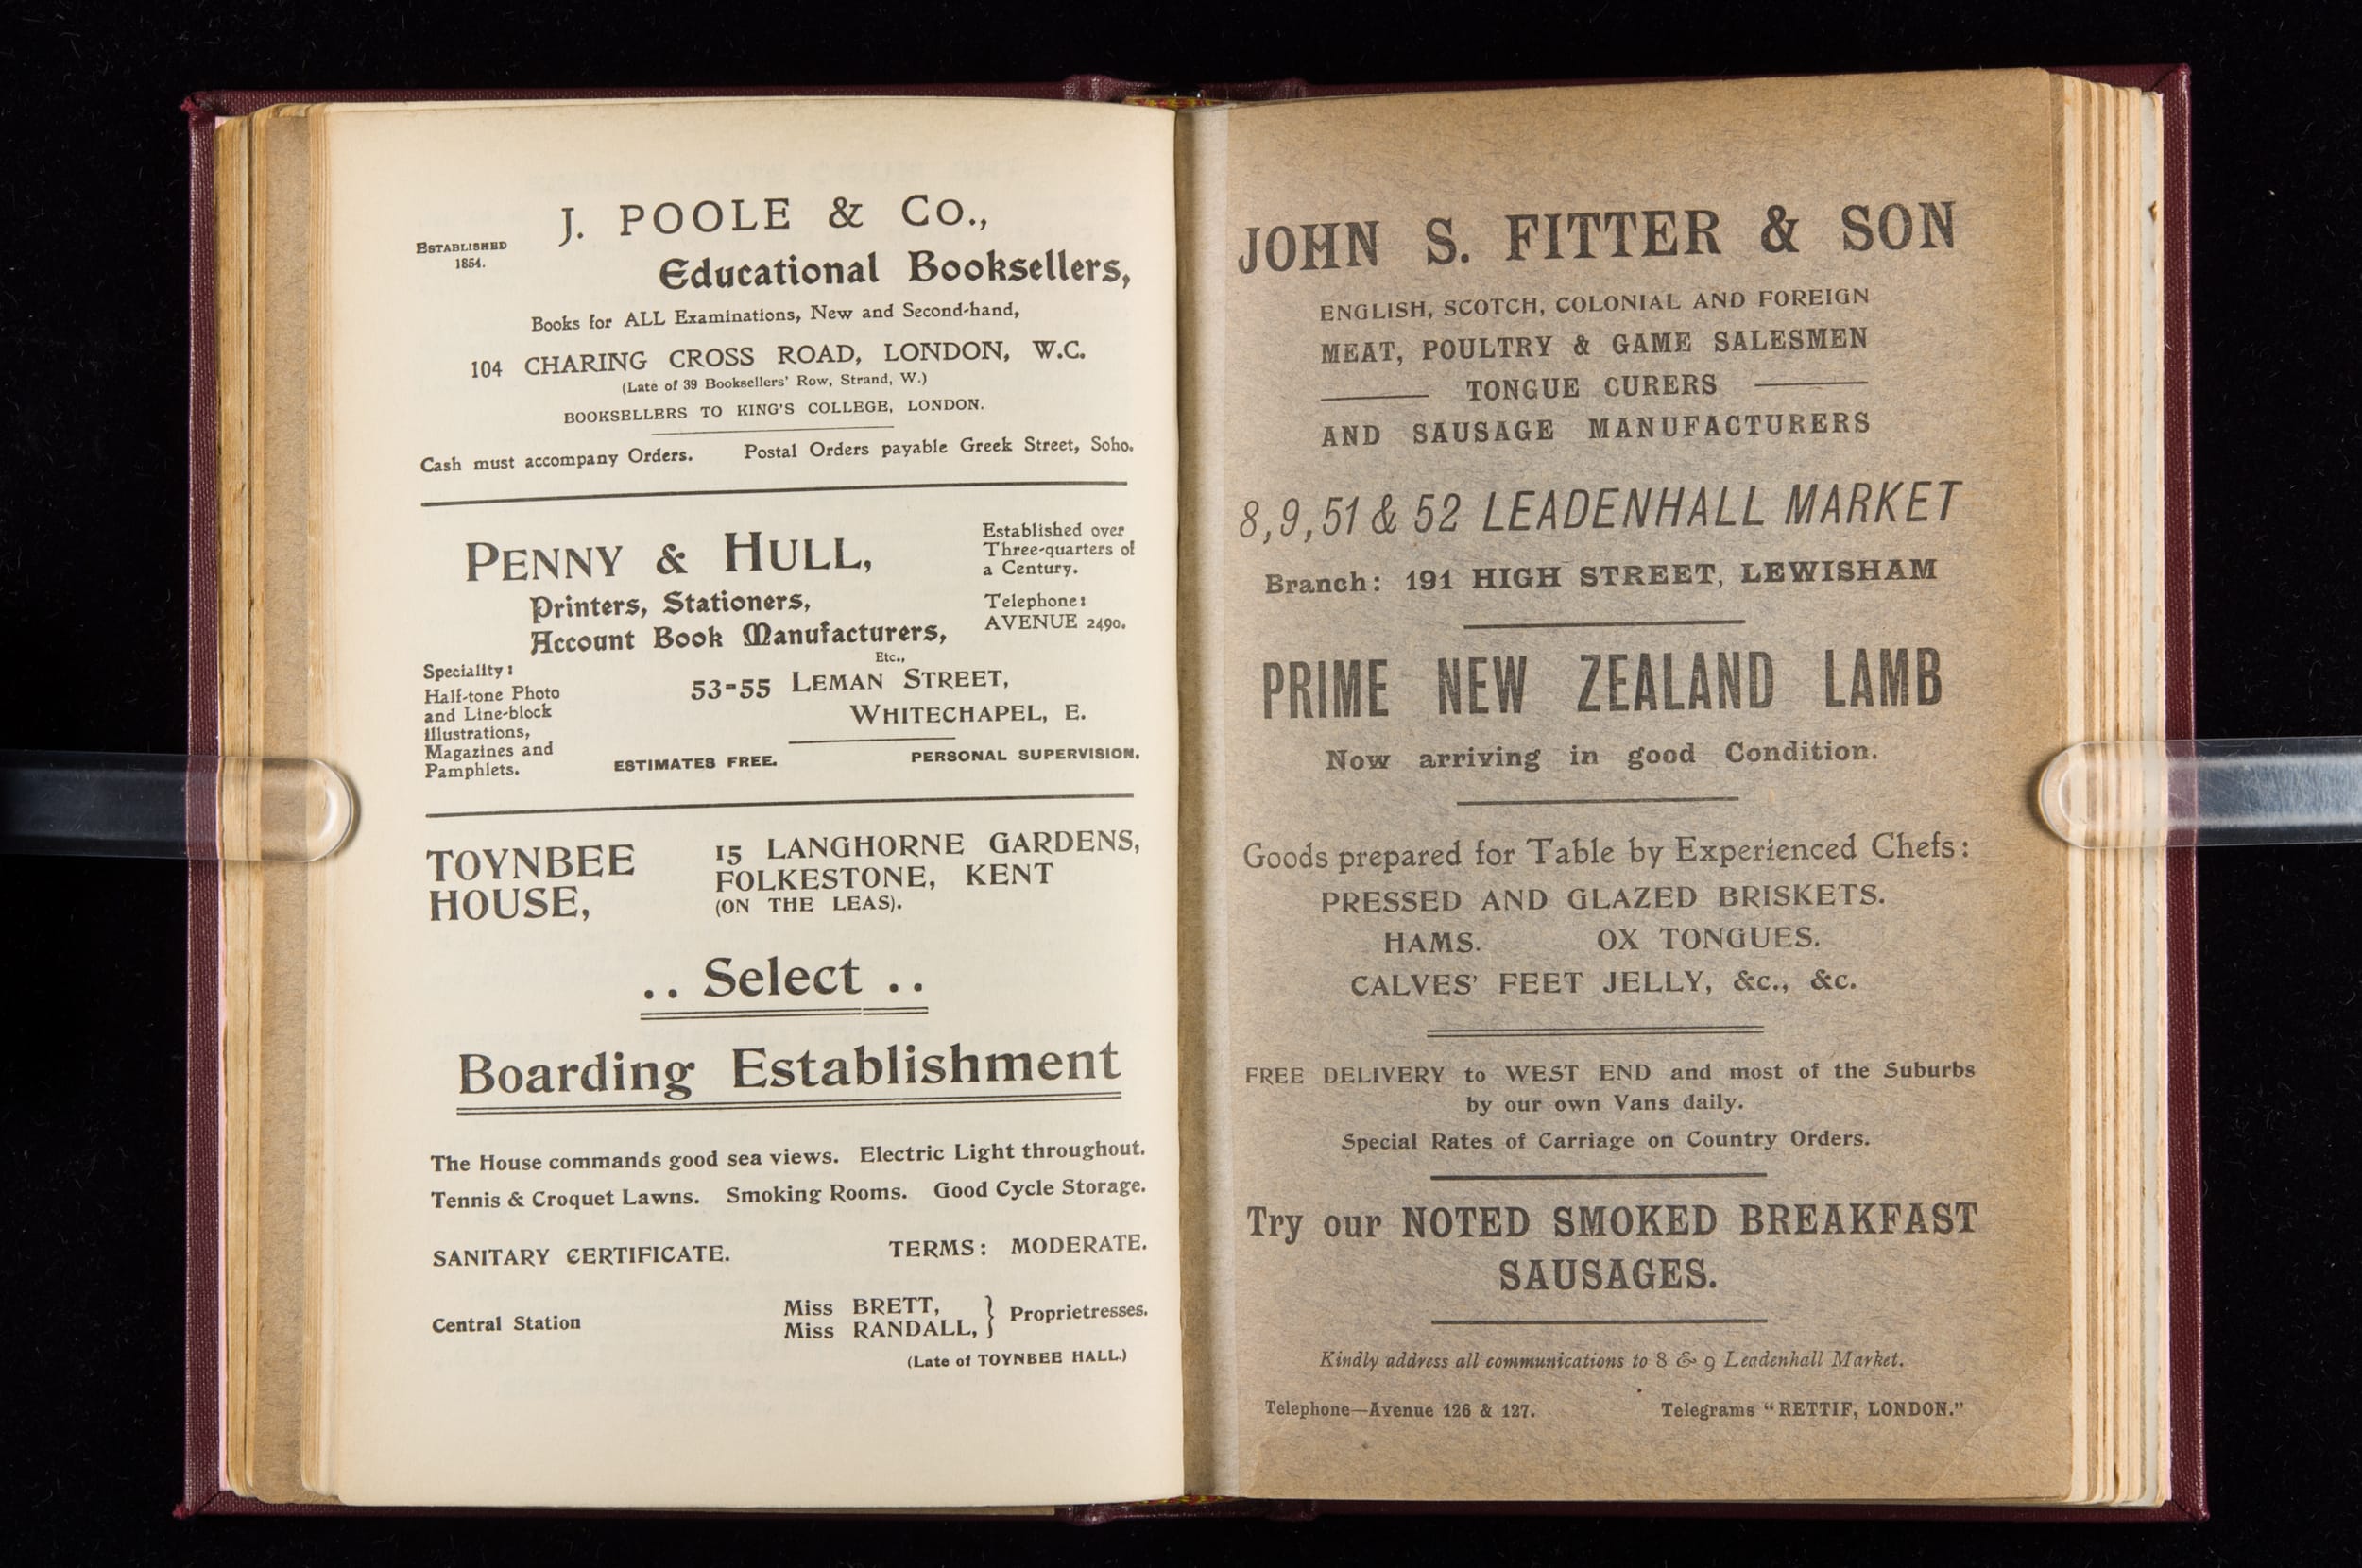 J. POOLE & CO.,
ESTABLISHED
1854.
Educational Booksellers,
Books for ALL Examinations, New and Second-hand,
104 CHARING CROSS ROAD, LONDON, W.C.
(Late of 39 Booksellers' Row, Strand, W.)
BOOKSELLERS TO KING'S COLLEGE, LONDON.
Cash must accompany Orders. Postal Orders payable Greek Street, Soho.
PENNY & HULL,
Established over
Three-quarters of
a Century.
Printers, Stationers,
Account Book Manufacturers,
Etc.,
Telephone:
AVENUE 2490.
Speciality:
Half-tone Photo
and Line-block
Illustrations,
Magazines and
Pamphlets.
53-55 LEMAN STREET,
WHITECHAPEL, E.
ESTIMATES FREE. PERSONAL SUPERVISION.
TOYNBEE
HOUSE,
15 LANGHORNE GARDENS,
FOLKESTONE, KENT
(ON THE LEAS).
.. Select ..
Boarding Establishment
The House commands good sea views. Electric Light throughout.
Tennis & Croquet Lawns. Smoking Rooms. Good Cycle Storage.
SANITARY CERTIFICATE. TERMS: MODERATE.
Central Station
Miss BRETT,
Miss RANDALL, } Proprietresses.
(Late of TOYNBEE HALL.)
JOHN S. FITTER & SON
ENGLISH, SCOTCH, COLONIAL AND FOREIGN
MEAT, POULTRY & GAME SALESMEN
TONGUE CURERS
AND SAUSAGE MANUFACTURERS
8, 9, 51 & 52 LEADENHALL MARKET
Branch: 191 HIGH STREET, LEWISHAM
PRIME NEW ZEALAND LAMB
Now arriving in good Condition.
Goods prepared for Table by Experienced Chefs:
PRESSED AND GLAZED BRISKETS.
HAMS. OX TONGUES.
CALVES' FEET JELLY, &c., &c.
FREE DELIVERY to WEST END and most of the Suburbs
by our own Vans daily.
Special Rates of Carriage on Country Orders.
Try our NOTED SMOKED BREAKFAST
SAUSAGES.
Kindly address all communications to 8 & 9 Leadenhall Market.
Telephone—Avenue 126 & 127. Telegrams "RETTIF, LONDON."